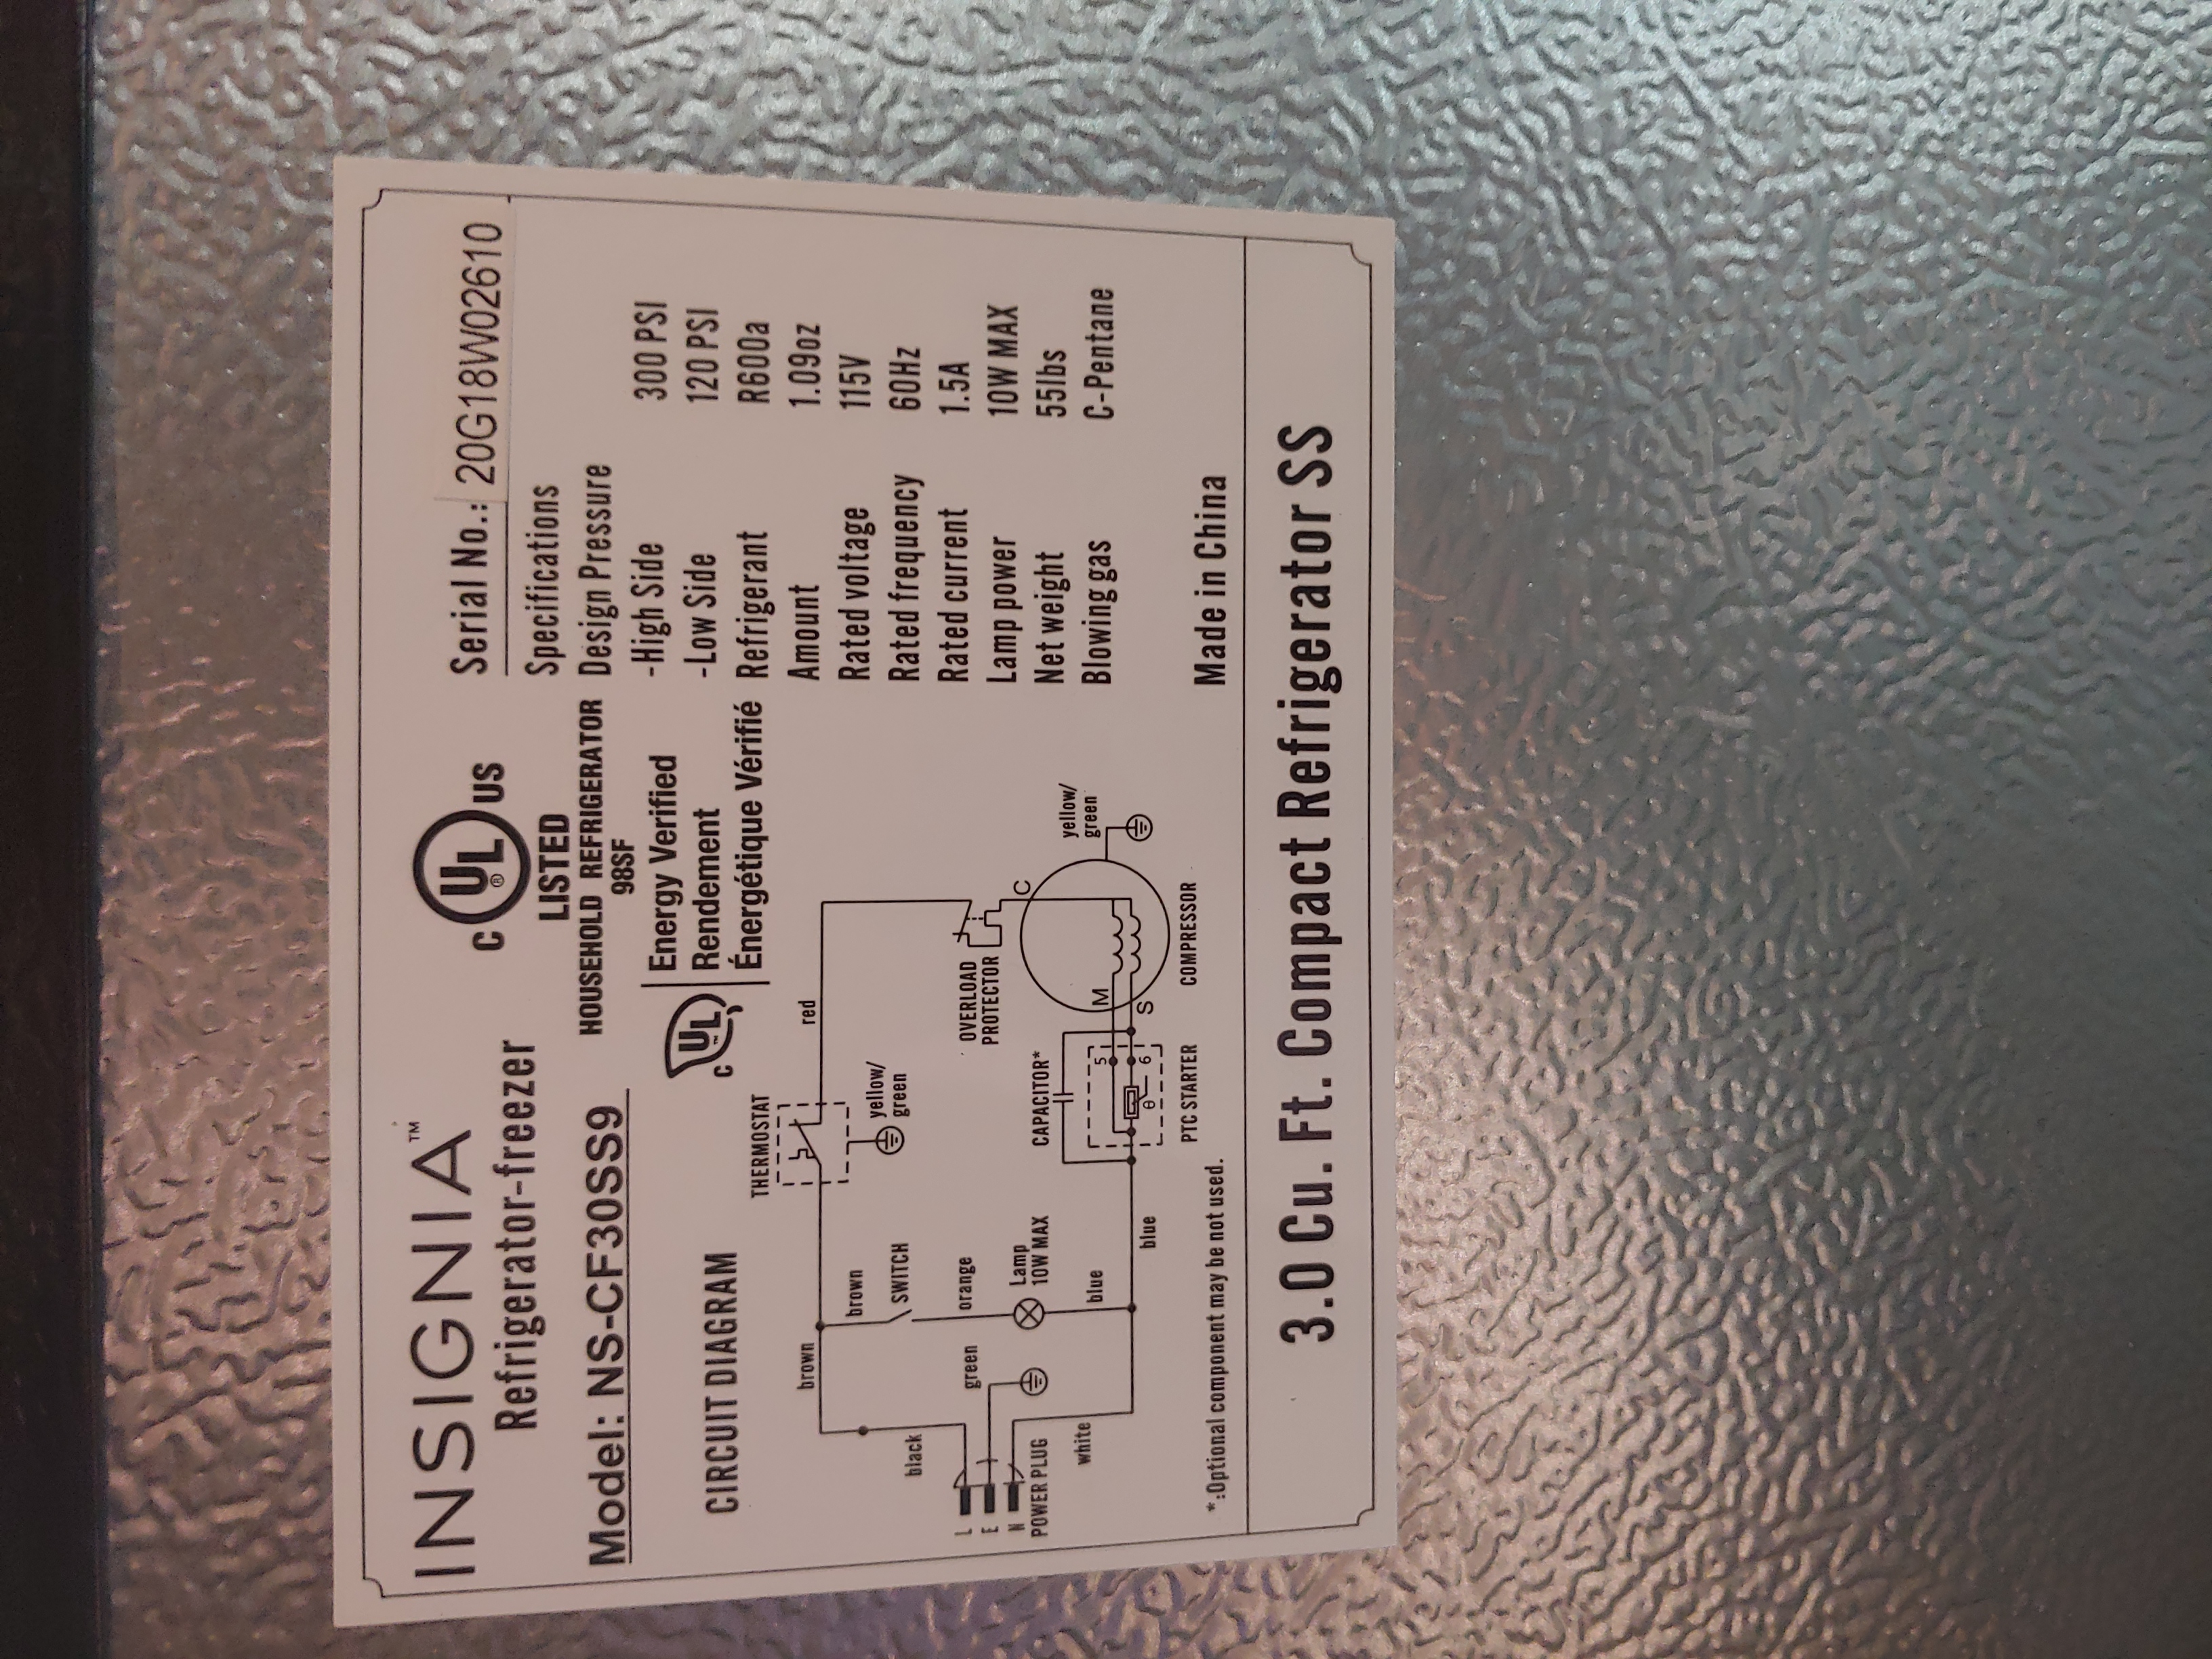 INSIGNIA™
Refrigerator-freezer
Model: NS-CF30SS9
c UL® US
LISTED
HOUSEHOLD REFRIGERATOR
98SF
c UL™
Energy Verified
Rendement
Énergétique Vérifié
Serial No.: 20G18W02610
Specifications
Design Pressure
-High Side 300 PSI
-Low Side 120 PSI
Refrigerant R600a
Amount 1.09oz
Rated voltage 115V
Rated frequency 60Hz
Rated current 1.5A
Lamp power 10W MAX
Net weight 55lbs
Blowing gas C-Pentane
Made in China
CIRCUIT DIAGRAM
THERMOSTAT
brown
red
brown
SWITCH
yellow/
green
black
green
orange
OVERLOAD
PROTECTOR
C
L
E
N
POWER PLUG
Lamp
10W MAX
CAPACITOR*
yellow/
green
white
blue
5
M
blue
θ
6
S
PTC STARTER
COMPRESSOR
*:Optional component may be not used.
3.0 Cu. Ft. Compact Refrigerator SS